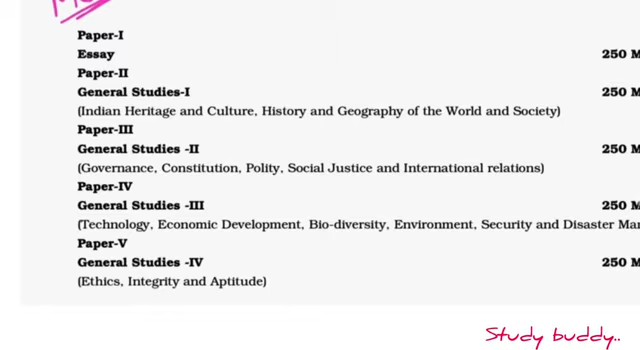 Paper-I
Essay 250 M
Paper-II
General Studies-I 250 M
(Indian Heritage and Culture, History and Geography of the World and Society)
Paper-III
General Studies -II 250 M
(Governance, Constitution, Polity, Social Justice and International relations)
Paper-IV
General Studies -III 250 M
(Technology, Economic Development, Bio-diversity, Environment, Security and Disaster Man
Paper-V
General Studies -IV 250 M
(Ethics, Integrity and Aptitude)
Study buddy..